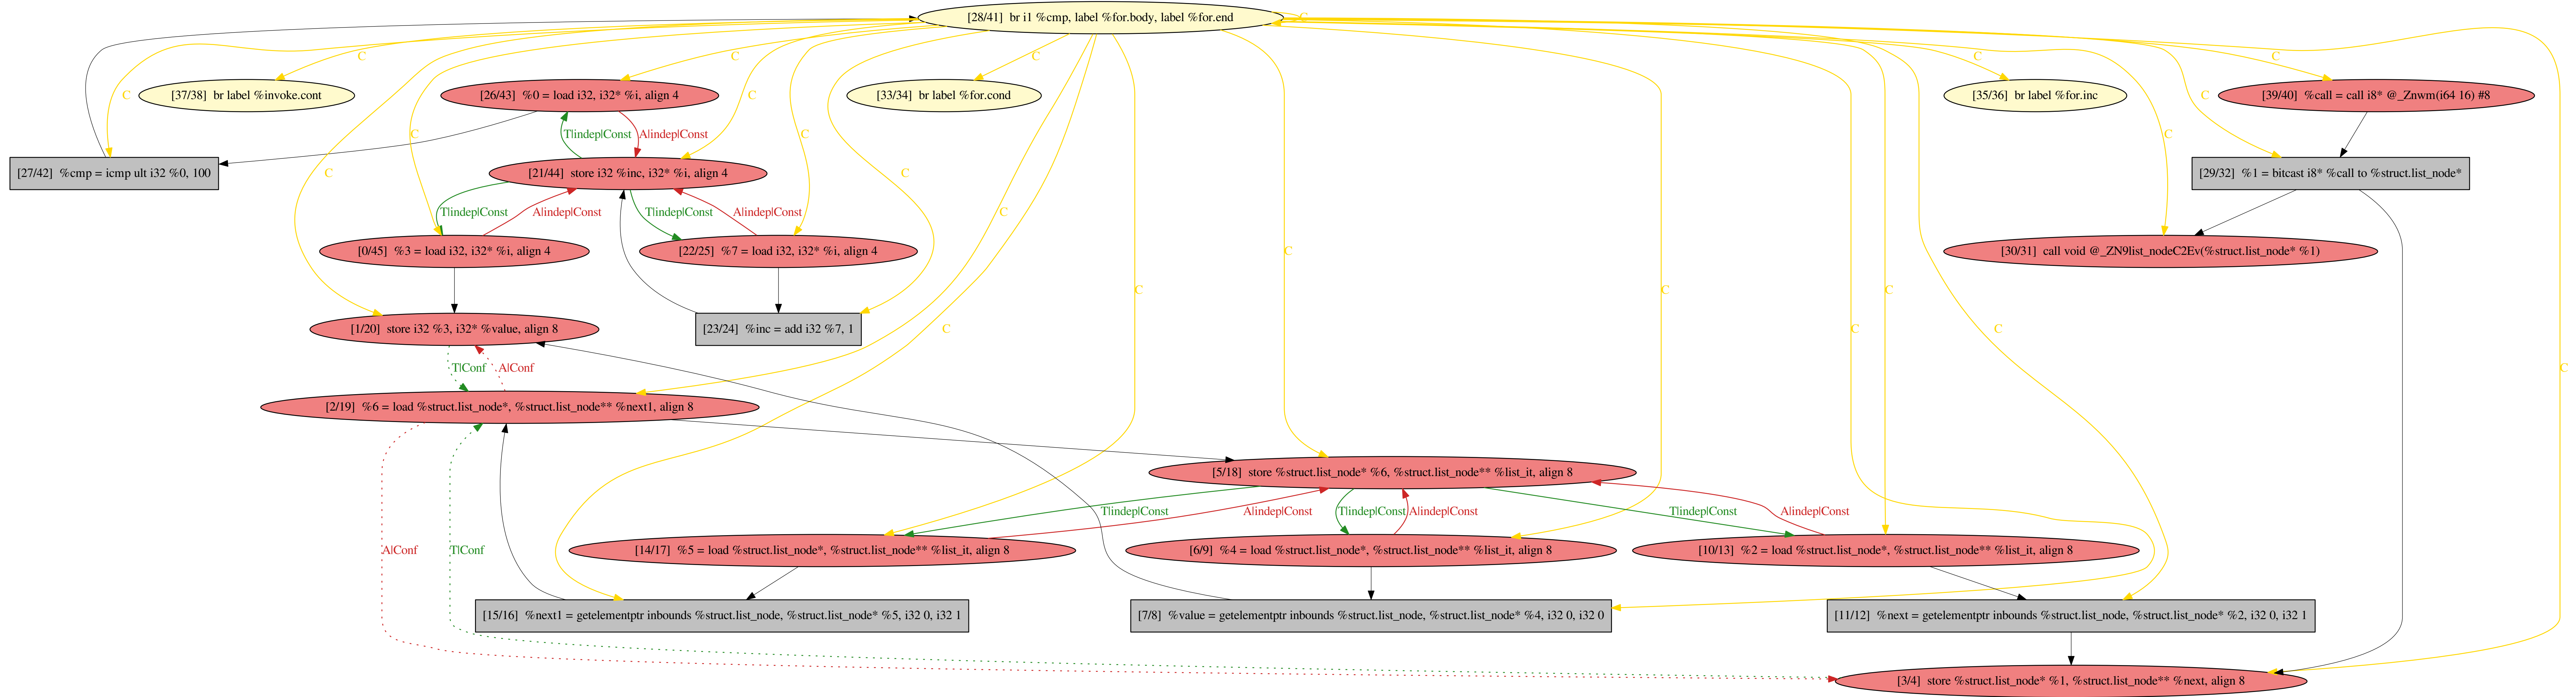 [28/41] br i1 %cmp, label %for.body, label %for.end
C
C
C
C
C
C
C
[37/38] br label %invoke.cont
[26/43] %0 = load i32, i32* %i, align 4
[33/34] br label %for.cond
[35/36] br label %for.inc
[39/40] %call = call i8* @_Znwm(i64 16) #8
C
C
C
C
T|indep|Const
A|indep|Const
C
C
C
[27/42] %cmp = icmp ult i32 %0, 100
[21/44] store i32 %inc, i32* %i, align 4
[29/32] %1 = bitcast i8* %call to %struct.list_node*
C
C
T|indep|Const
A|indep|Const
T|indep|Const
A|indep|Const
C
[0/45] %3 = load i32, i32* %i, align 4
[22/25] %7 = load i32, i32* %i, align 4
C
[30/31] call void @_ZN9list_nodeC2Ev(%struct.list_node* %1)
C
C
C
[1/20] store i32 %3, i32* %value, align 8
[23/24] %inc = add i32 %7, 1
C
C
C
T|Conf
A|Conf
C
[2/19] %6 = load %struct.list_node*, %struct.list_node** %next1, align 8
[5/18] store %struct.list_node* %6, %struct.list_node** %list_it, align 8
T|indep|Const
A|indep|Const
T|indep|Const
A|indep|Const
T|indep|Const
A|indep|Const
A|Conf
T|Conf
[14/17] %5 = load %struct.list_node*, %struct.list_node** %list_it, align 8
[6/9] %4 = load %struct.list_node*, %struct.list_node** %list_it, align 8
[10/13] %2 = load %struct.list_node*, %struct.list_node** %list_it, align 8
[15/16] %next1 = getelementptr inbounds %struct.list_node, %struct.list_node* %5, i32 0, i32 1
[7/8] %value = getelementptr inbounds %struct.list_node, %struct.list_node* %4, i32 0, i32 0
[11/12] %next = getelementptr inbounds %struct.list_node, %struct.list_node* %2, i32 0, i32 1
[3/4] store %struct.list_node* %1, %struct.list_node** %next, align 8